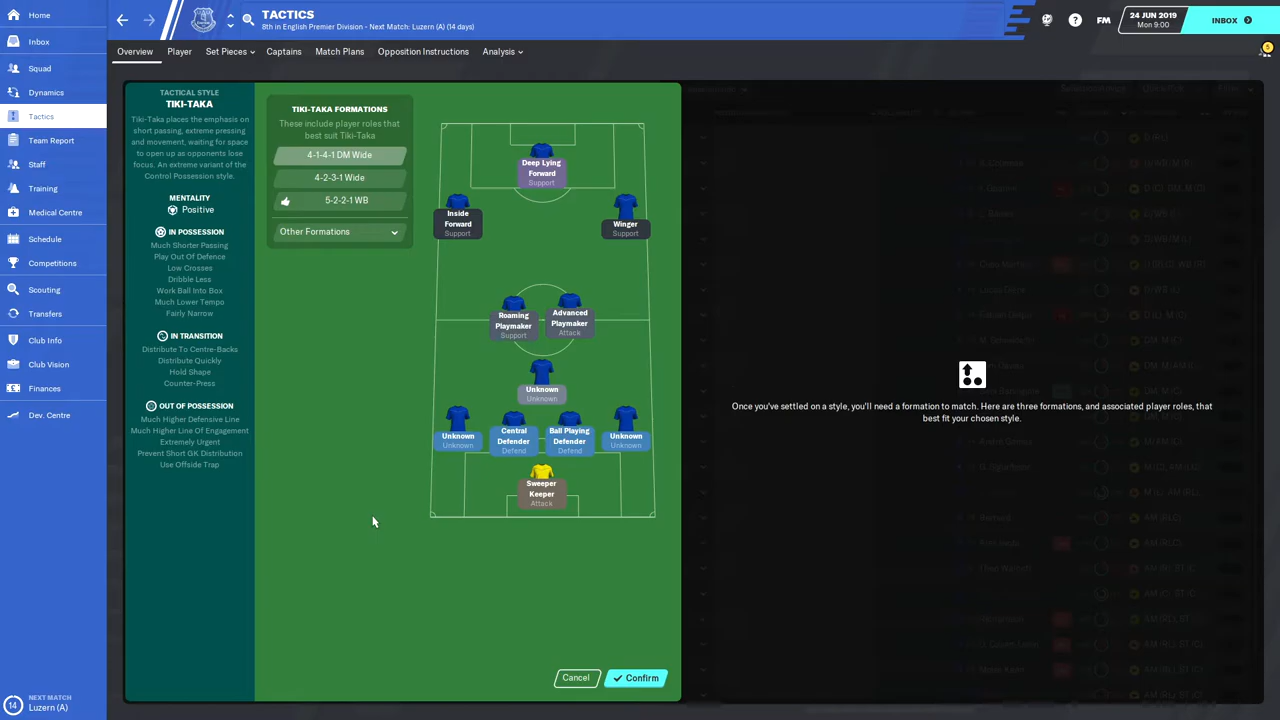 TACTICS
8th in English Premier Division - Next Match: Luzern (A) (14 days)
FM
24 JUN 2019
Mon 9:00
INBOX
Home
Inbox
Squad
Dynamics
Tactics
Team Report
Staff
Training
Medical Centre
Schedule
Competitions
Scouting
Transfers
Club Info
Club Vision
Finances
Dev. Centre
14
NEXT MATCH
Luzern (A)
Overview
Player
Set Pieces
Captains
Match Plans
Opposition Instructions
Analysis
TACTICAL STYLE
TIKI-TAKA
Tiki-Taka places the emphasis on
short passing, extreme pressing
and movement, waiting for space
to open up as opponents lose
focus. An extreme variant of the
Control Possession style.
MENTALITY
Positive
IN POSSESSION
Much Shorter Passing
Play Out Of Defence
Low Crosses
Dribble Less
Work Ball Into Box
Much Lower Tempo
Fairly Narrow
IN TRANSITION
Distribute To Centre-Backs
Distribute Quickly
Hold Shape
Counter-Press
OUT OF POSSESSION
Much Higher Defensive Line
Much Higher Line Of Engagement
Extremely Urgent
Prevent Short GK Distribution
Use Offside Trap
TIKI-TAKA FORMATIONS
These include player roles that
best suit Tiki-Taka
4-1-4-1 DM Wide
4-2-3-1 Wide
5-2-2-1 WB
Other Formations
Deep Lying
Forward
Support
Inside
Forward
Support
Winger
Support
Roaming
Playmaker
Support
Advanced
Playmaker
Attack
Unknown
Unknown
Unknown
Unknown
Central
Defender
Defend
Ball Playing
Defender
Defend
Unknown
Unknown
Sweeper
Keeper
Attack
Cancel
Confirm
Once you've settled on a style, you'll need a formation to match. Here are three formations, and associated player roles, that
best fit your chosen style.